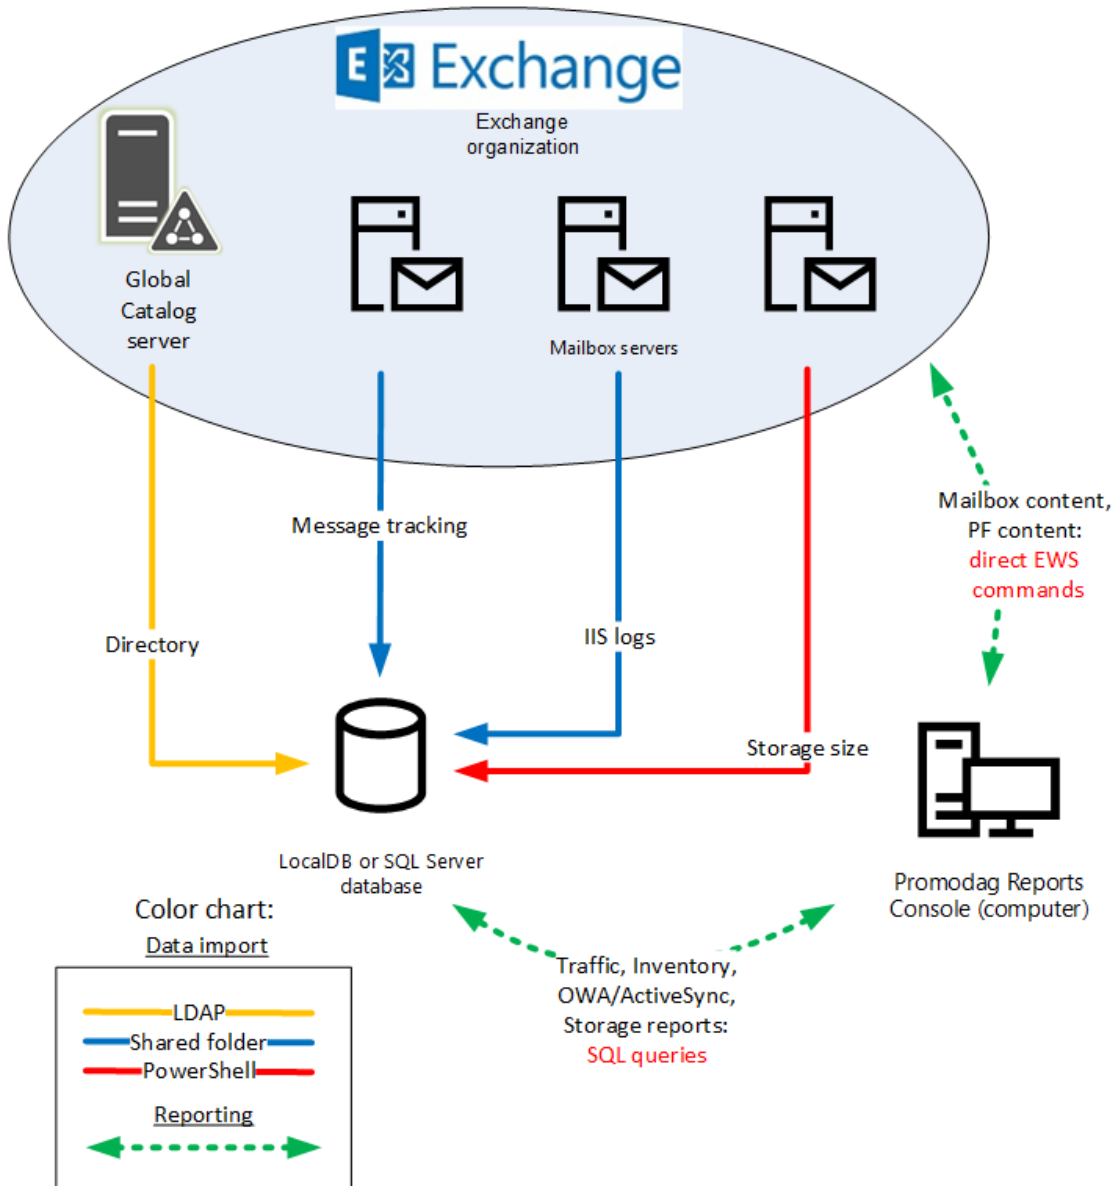 E Exchange
Exchange
organization
Global
Catalog
server
Mailbox servers
Mailbox content,
PF content:
direct EWS
commands
Message tracking
Directory
IIS logs
Storage size
LocalDB or SQL Server
database
Promodag Reports
Console (computer)
Traffic, Inventory,
OWA/ActiveSync,
Storage reports:
SQL queries
Color chart:
Data import
LDAP
Shared folder
PowerShell
Reporting